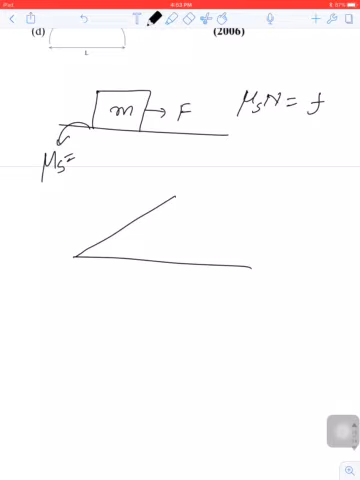 iPad 4:03 PM 57%
(d) L (2006)
m F μsN = f
μs=